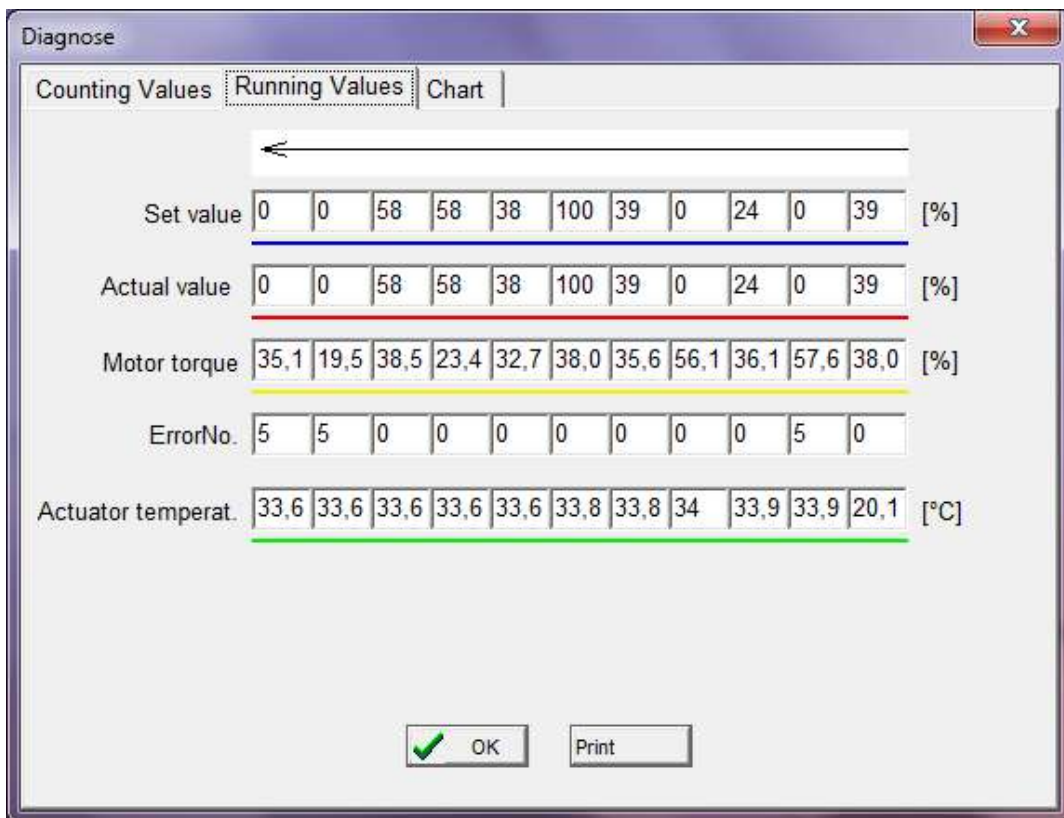 Diagnose
Counting Values Running Values Chart
Set value 0 0 58 58 38 100 39 0 24 0 39 [%]
Actual value 0 0 58 58 38 100 39 0 24 0 39 [%]
Motor torque 35,1 19,5 38,5 23,4 32,7 38,0 35,6 56,1 36,1 57,6 38,0 [%]
ErrorNo. 5 5 0 0 0 0 0 0 0 5 0
Actuator temperat. 33,6 33,6 33,6 33,6 33,6 33,8 33,8 34 33,9 33,9 20,1 [°C]
OK Print